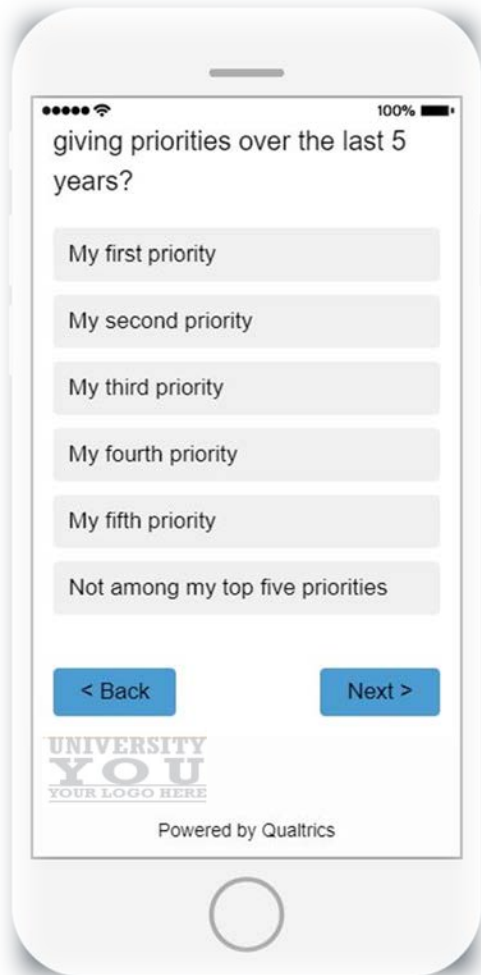 100%
giving priorities over the last 5
years?
My first priority
My second priority
My third priority
My fourth priority
My fifth priority
Not among my top five priorities
< Back
Next >
UNIVERSITY
YOU
YOUR LOGO HERE
Powered by Qualtrics